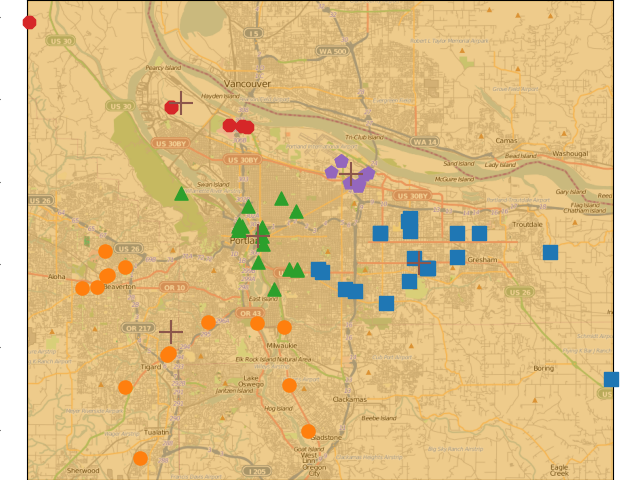 I 5
US 30
WA 500
Pearcy Island
Vancouver
Hayden Island
US 30
WA 14
Tri-Club Island
Camas
US 30BY
Bead Island
Washougal
US 30BY
Sand Island
Lady Island
McGuire Island
Swan Island
US 30BY
Gary Island
Reed
US 26
Flag Island
Chatham Island
Troutdale
Portland
US 26
Gresham
Aloha
Beaverton
OR 10
East Island
US 26
OR 43
OR 217
Milwaukie
Elk Rock Island Natural Area
Tigard
Boring
Lake
Oswego
Jantzen Island
Clackamas
Hog Island
Beebe Island
Tualatin
Gladstone
Goat Island
West
Linn
Oregon
City
Sherwood
I 205
Eagle
Creek